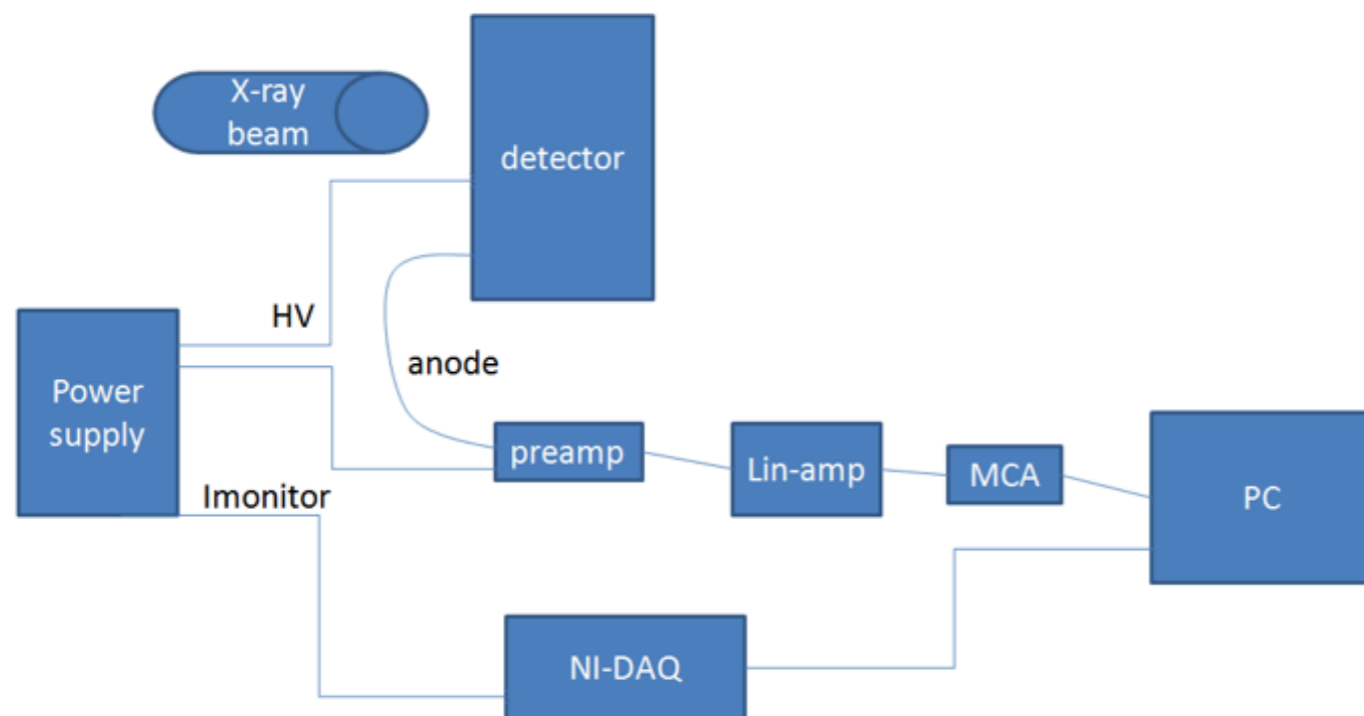 X-ray
beam
detector
HV
anode
Power
supply
preamp
Lin-amp
MCA
PC
Imonitor
NI-DAQ